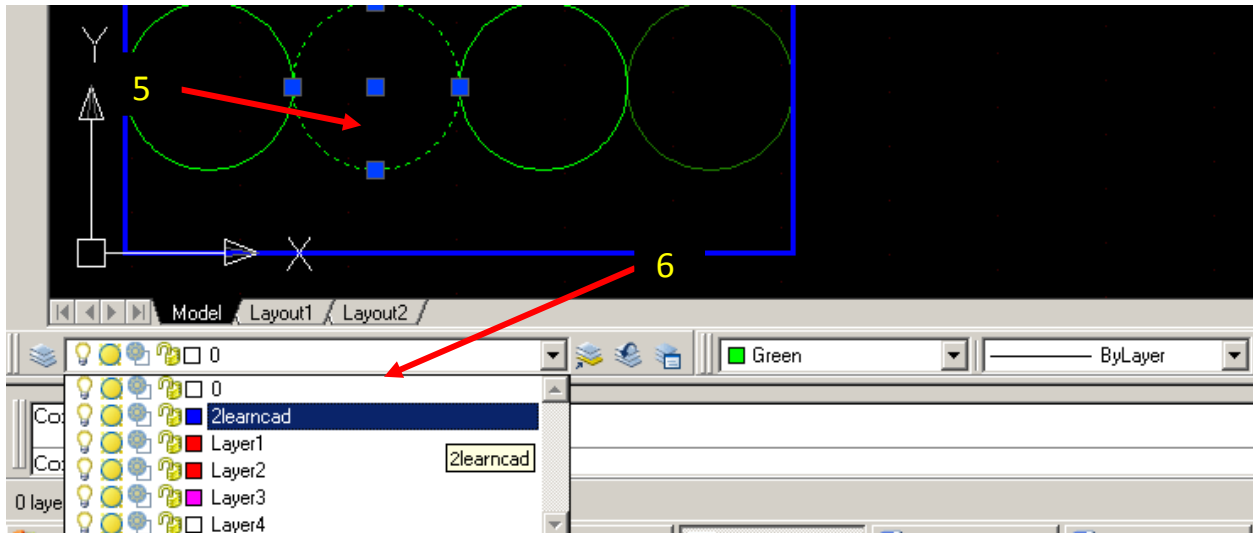 Y
5
X
6
Model Layout1 Layout2
0 Green ByLayer
0
2learncad
Layer1
2learncad
Layer2
Layer3
0 laye
Layer4